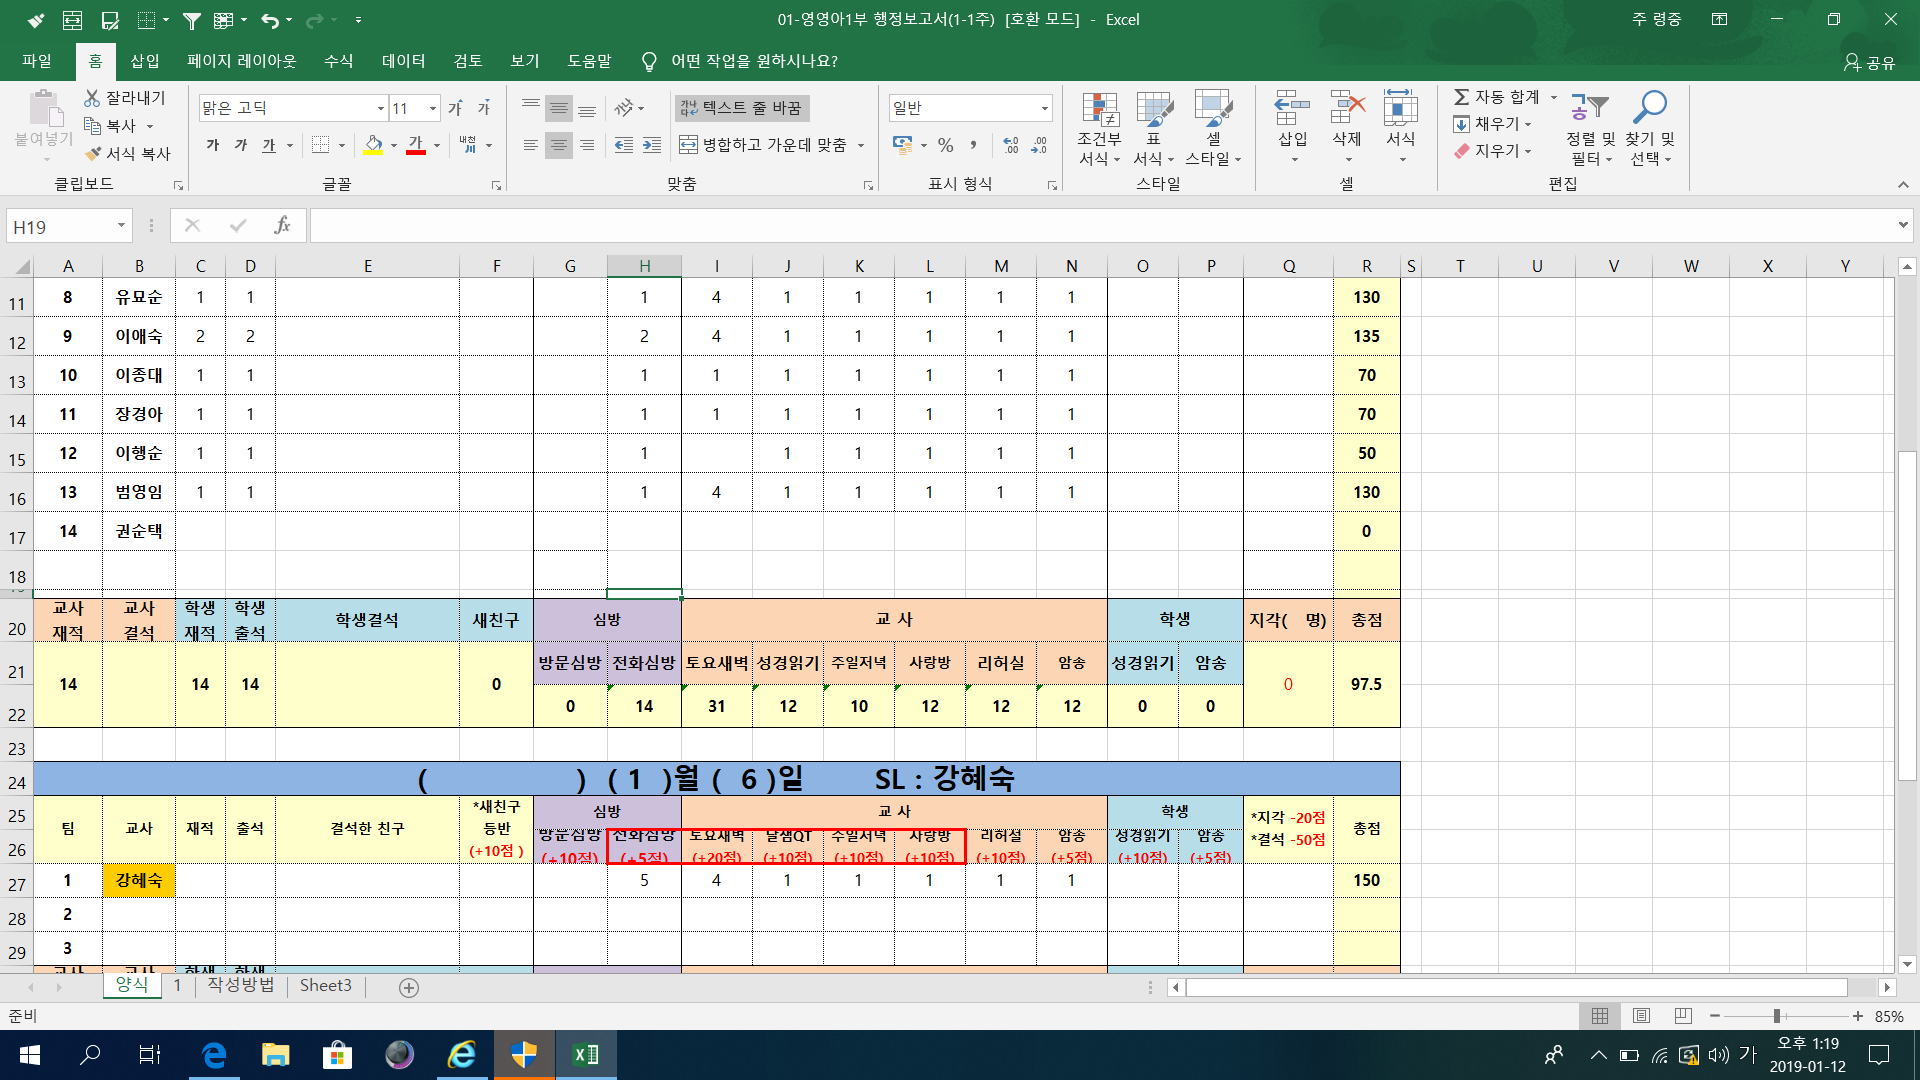 01-영영아1부 행정보고서(1-1주) [호환 모드] - Excel
주 령중
파일 홈 삽입 페이지 레이아웃 수식 데이터 검토 보기 도움말 어떤 작업을 원하시나요? 공유
붙여넣기 잘라내기 복사 서식 복사
맑은 고딕 11 가 가
가 가 가 가 내천
텍스트 줄 바꿈
병합하고 가운데 맞춤
일반
% ,
조건부 서식 표 서식 셀 스타일
삽입 삭제 서식
자동 합계 채우기 지우기
정렬 및 필터 찾기 및 선택
클립보드 글꼴 맞춤 표시 형식 스타일 셀 편집
H19 fx
A B C D E F G H I J K L M N O P Q R S T U V W X Y
11 8 유묘순 1 1 1 4 1 1 1 1 1 130
12 9 이애숙 2 2 2 4 1 1 1 1 1 135
13 10 이종대 1 1 1 1 1 1 1 1 1 70
14 11 장경아 1 1 1 1 1 1 1 1 1 70
15 12 이행순 1 1 1 1 1 1 1 1 50
16 13 범영임 1 1 1 4 1 1 1 1 1 130
17 14 권순택 0
18
20 교사 재적 교사 결석 학생 재적 학생 출석 학생결석 새친구 심방 교 사 학생 지각( 명) 총점
21 방문심방 전화심방 토요새벽 성경읽기 주일저녁 사랑방 리허설 암송 성경읽기 암송
14 14 14 0 0 97.5
22 0 14 31 12 10 12 12 12 0 0
23
24 ( ) ( 1 )월 ( 6 )일 SL : 강혜숙
25 팀 교사 재적 출석 결석한 친구 *새친구 등반 (+10점 ) 심방 교 사 학생 *지각 -20점 *결석 -50점 총점
26 방문심방 (+10점) 전화심방 (+5점) 토요새벽 (+20점) 날샘QT (+10점) 주일저녁 (+10점) 사랑방 (+10점) 리허설 (+10점) 암송 (+5점) 성경읽기 (+10점) 암송 (+5점)
27 1 강혜숙 5 4 1 1 1 1 1 150
28 2
29 3
교사 교사 학생 학생
양식 1 작성방법 Sheet3
준비
85%
가 오후 1:19
2019-01-12